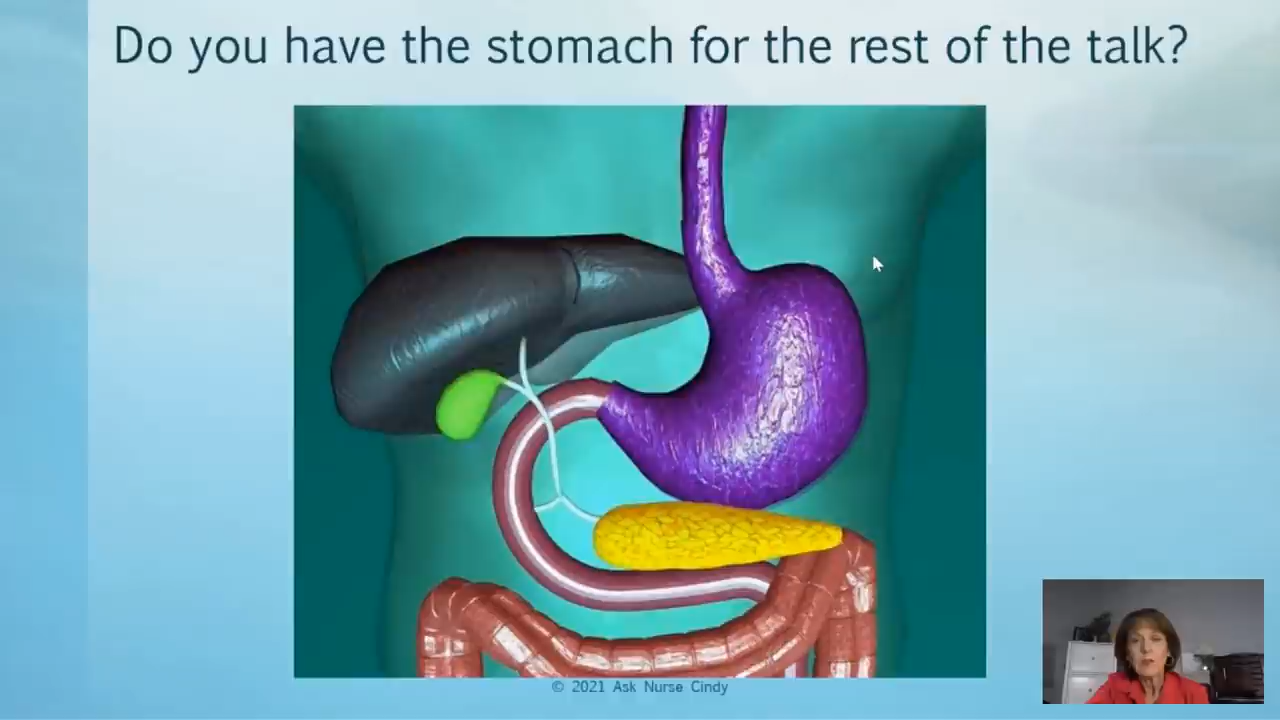 Do you have the stomach for the rest of the talk?
© 2021 Ask Nurse Cindy